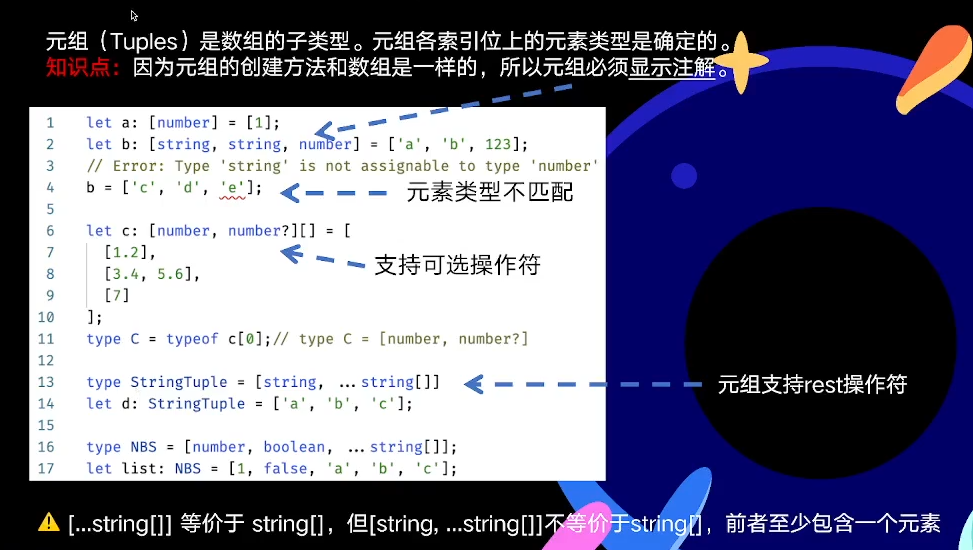 元组（Tuples）是数组的子类型。元组各索引位上的元素类型是确定的。
知识点：因为元组的创建方法和数组是一样的，所以元组必须显示注解。
1 let a: [number] = [1];
2 let b: [string, string, number] = ['a', 'b', 123];
3 // Error: Type 'string' is not assignable to type 'number'
4 b = ['c', 'd', 'e'];
元素类型不匹配
5
6 let c: [number, number?][] = [
7 [1.2],
支持可选操作符
8 [3.4, 5.6],
9 [7]
10 ];
11 type C = typeof c[0];// type C = [number, number?]
12
13 type StringTuple = [string, ...string[]]
元组支持rest操作符
14 let d: StringTuple = ['a', 'b', 'c'];
15
16 type NBS = [number, boolean, ...string[]];
17 let list: NBS = [1, false, 'a', 'b', 'c'];
⚠️ [...string[]] 等价于 string[]，但[string, ...string[]]不等价于string[]，前者至少包含一个元素